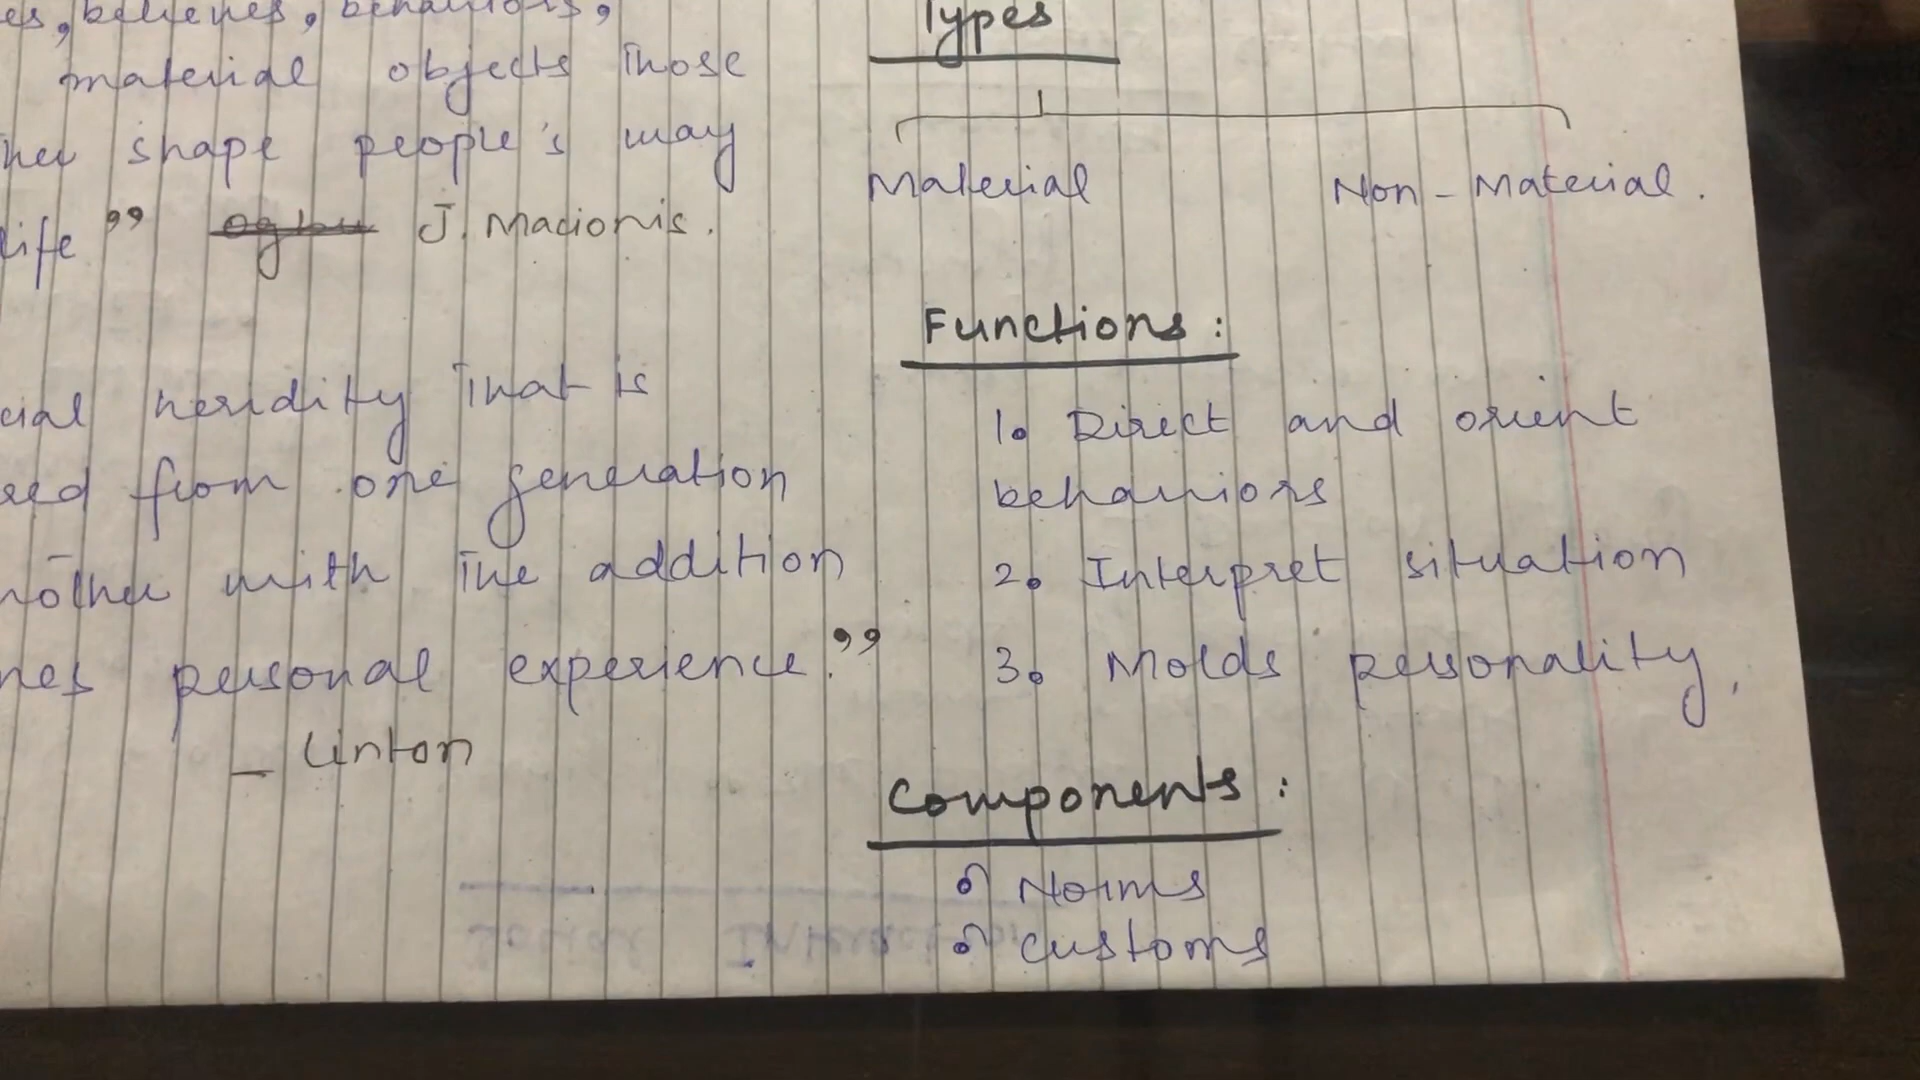 es, believes, behaviors,
material objects those
her shape people's way
life" J. Macionis.
cial heridity that is
red from one generation
nother with the addition
nes personal experience."
_ Linton
Types
Material Non-Material.
Functions:
1. Direct and orient
behaviors
2. Interpret situation
3. Molds personality,
Components:
Norms
Customs